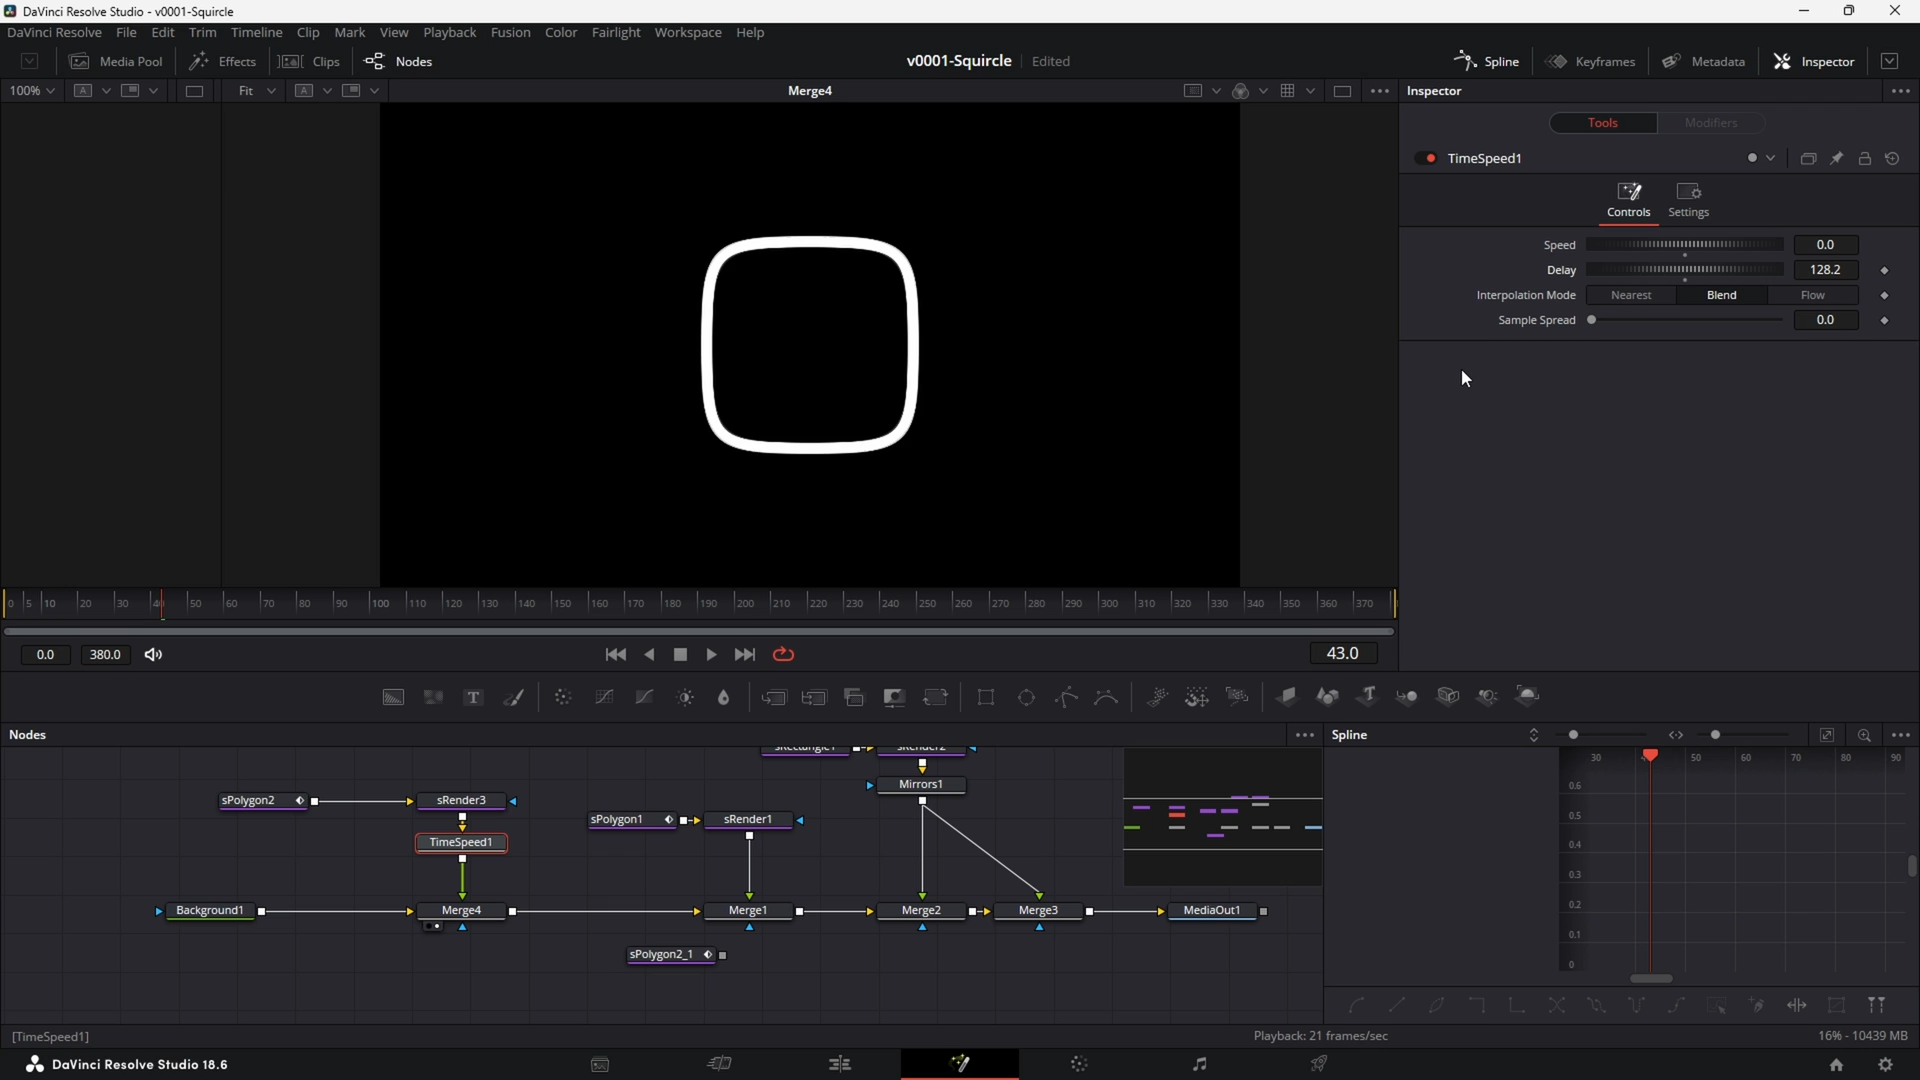 DaVinci Resolve Studio - v0001-Squircle
DaVinci Resolve File Edit Trim Timeline Clip Mark View Playback Fusion Color Fairlight Workspace Help
Media Pool Effects Clips Nodes v0001-Squircle Edited Spline Keyframes Metadata Inspector
100% A Fit A Merge4 Inspector
Tools Modifiers
TimeSpeed1
Controls Settings
Speed 0.0
Delay 128.2
Interpolation Mode Nearest Blend Flow
Sample Spread 0.0
0 5 10 20 30 40 50 60 70 80 90 100 110 120 130 140 150 160 170 180 190 200 210 220 230 240 250 260 270 280 290 300 310 320 330 340 350 360 370
0.0 380.0 43.0
Nodes Spline
sRectangle1 sRender2
30 50 60 70 80 90
Mirrors1
sPolygon2 sRender3
sPolygon1 sRender1
TimeSpeed1
Background1 Merge4 Merge1 Merge2 Merge3 MediaOut1
sPolygon2_1
0.6
0.5
0.4
0.3
0.2
0.1
0
[TimeSpeed1] Playback: 21 frames/sec 16% - 10439 MB
DaVinci Resolve Studio 18.6